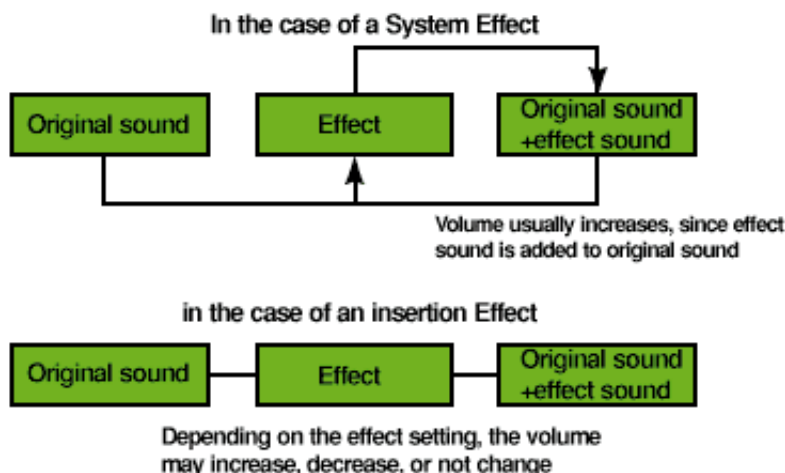 In the case of a System Effect
Original sound
Effect
Original sound
+effect sound
Volume usually increases, since effect
sound is added to original sound
in the case of an insertion Effect
Original sound
Effect
Original sound
+effect sound
Depending on the effect setting, the volume
may increase, decrease, or not change